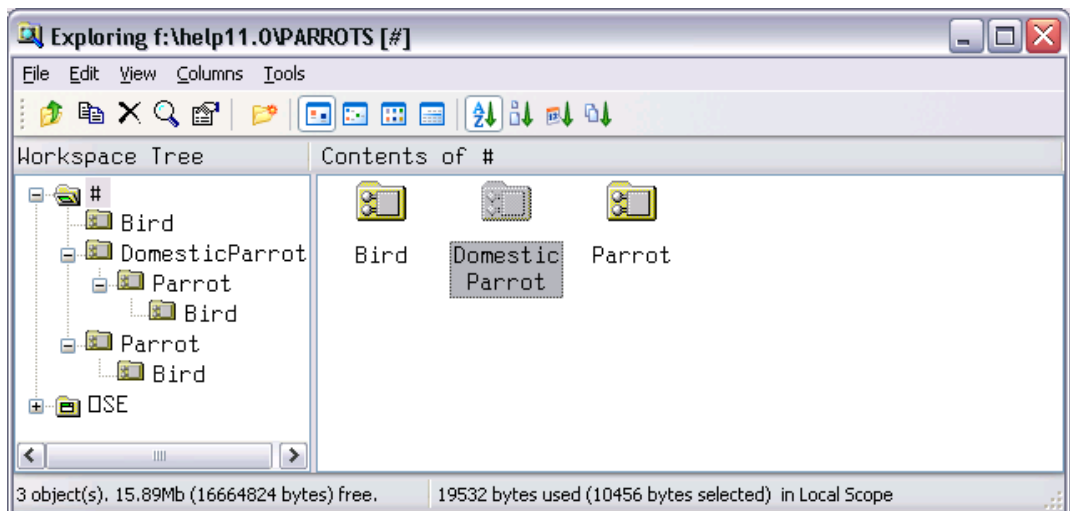 Exploring f:\help11.0\PARROTS [#]
File Edit View Columns Tools
Workspace Tree
Contents of #
#
Bird
DomesticParrot
Parrot
Bird
Parrot
Bird
⎕SE
Bird
Domestic
Parrot
Parrot
3 object(s). 15.89Mb (16664824 bytes) free.
19532 bytes used (10456 bytes selected) in Local Scope